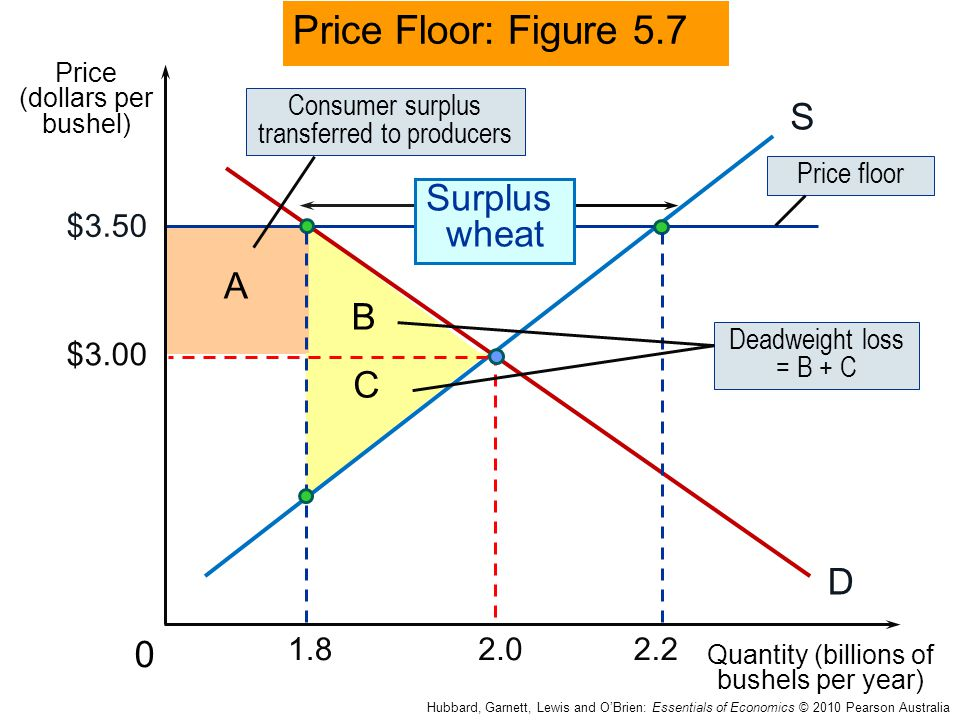 Price Floor: Figure 5.7
Price
(dollars per
bushel)
Consumer surplus
transferred to producers
S
Price floor
Surplus
wheat
$3.50
A
B
Deadweight loss
= B + C
$3.00
C
D
0
1.8
2.0
2.2
Quantity (billions of
bushels per year)
Hubbard, Garnett, Lewis and O’Brien: Essentials of Economics © 2010 Pearson Australia